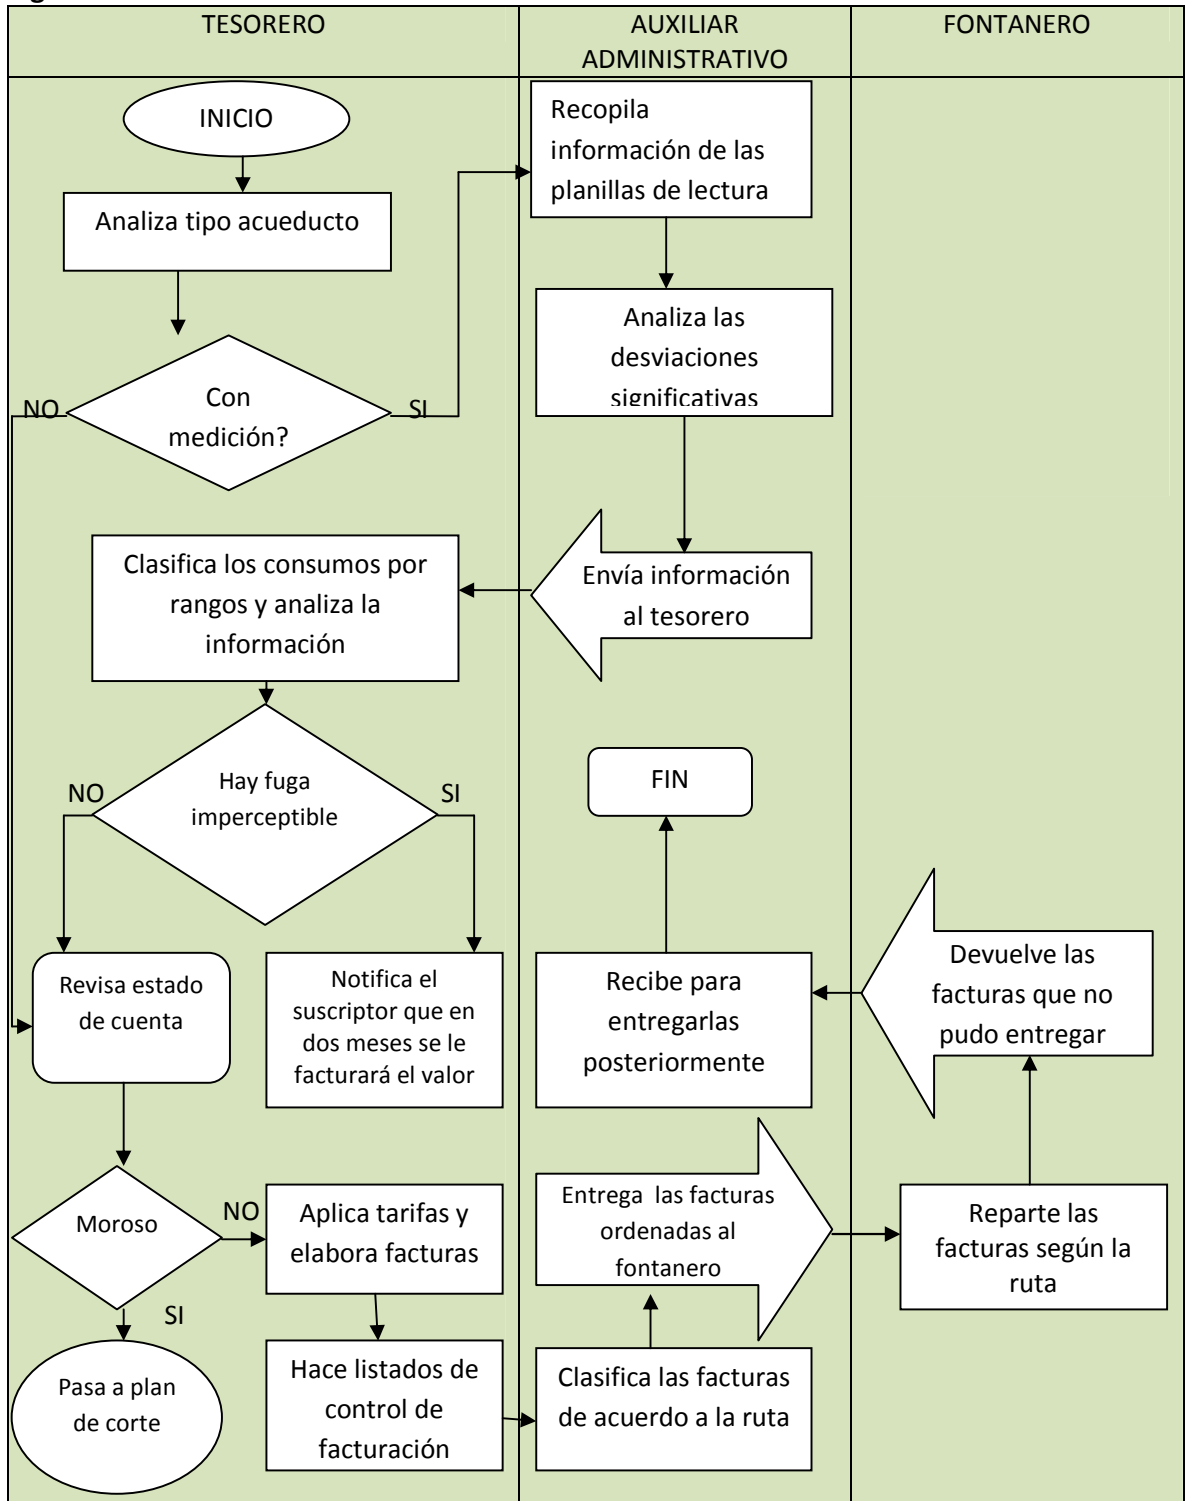 TESORERO
AUXILIAR
ADMINISTRATIVO
FONTANERO
INICIO
Analiza tipo acueducto
Con
medición?
NO
SI
Recopila
información de las
planillas de lectura
Analiza las
desviaciones
significativas
Envía información
al tesorero
Clasifica los consumos por
rangos y analiza la
información
Hay fuga
imperceptible
NO
SI
Revisa estado
de cuenta
Notifica el
suscriptor que en
dos meses se le
facturará el valor
Moroso
NO
SI
Pasa a plan
de corte
Aplica tarifas y
elabora facturas
Hace listados de
control de
facturación
Clasifica las facturas
de acuerdo a la ruta
Entrega las facturas
ordenadas al
fontanero
Reparte las
facturas según la
ruta
Devuelve las
facturas que no
pudo entregar
Recibe para
entregarlas
posteriormente
FIN